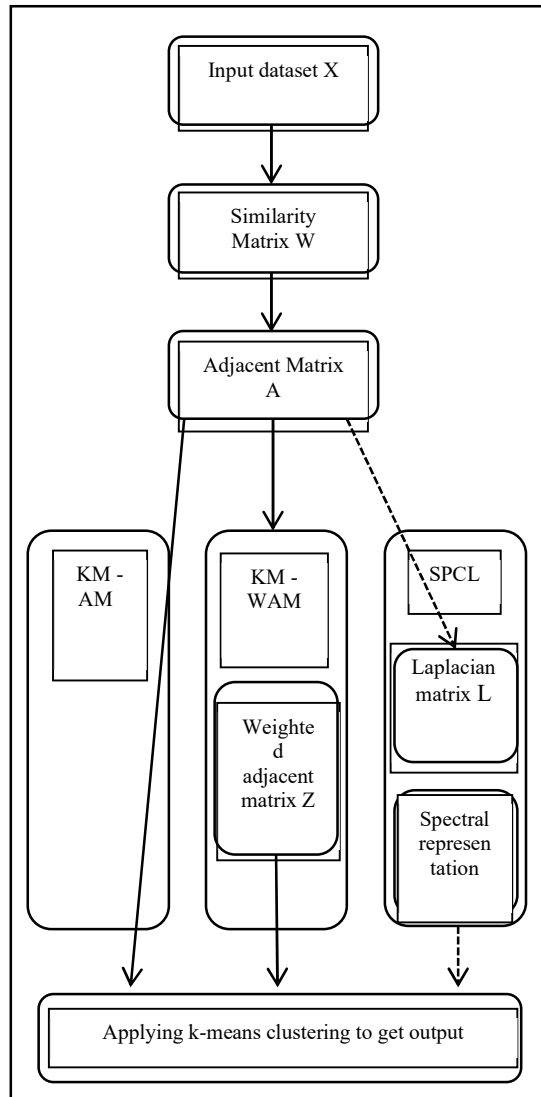 Input dataset X
Similarity
Matrix W
Adjacent Matrix
A
KM -
AM
KM -
WAM
Weighte
d
adjacent
matrix Z
SPCL
Laplacian
matrix L
Spectral
represen
tation
Applying k-means clustering to get output